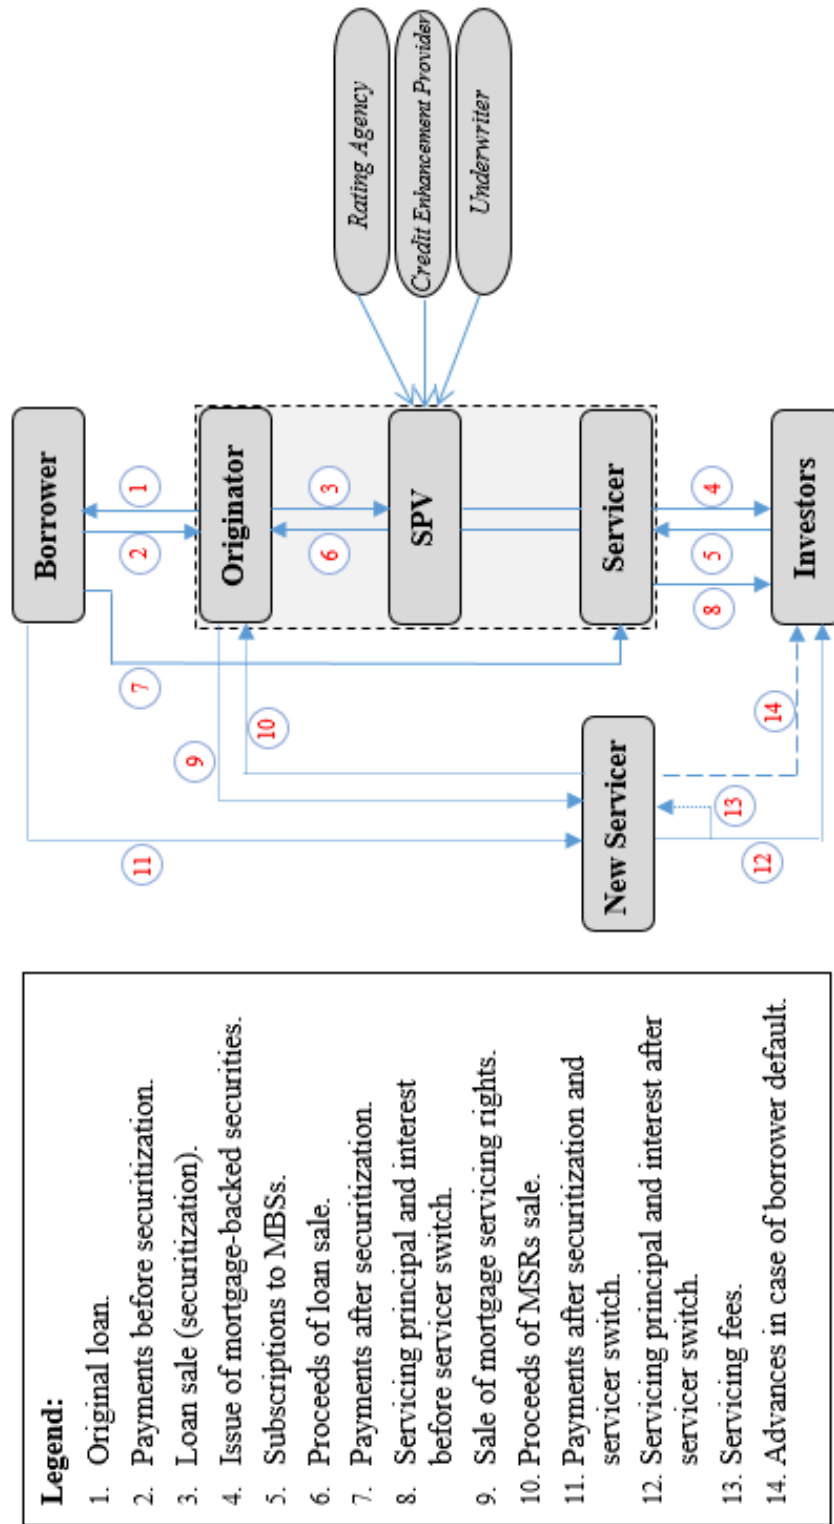 Borrower
1
2
Originator
3
6
SPV
Servicer
4
5
8
Investors
7
9
10
11
New Servicer
12
13
14
Rating Agency
Credit Enhancement Provider
Underwriter
Legend:
1. Original loan.
2. Payments before securitization.
3. Loan sale (securitization).
4. Issue of mortgage-backed securities.
5. Subscriptions to MBSs.
6. Proceeds of loan sale.
7. Payments after securitization.
8. Servicing principal and interest
before servicer switch.
9. Sale of mortgage servicing rights.
10. Proceeds of MSRs sale.
11. Payments after securitization and
servicer switch.
12. Servicing principal and interest after
servicer switch.
13. Servicing fees.
14. Advances in case of borrower default.